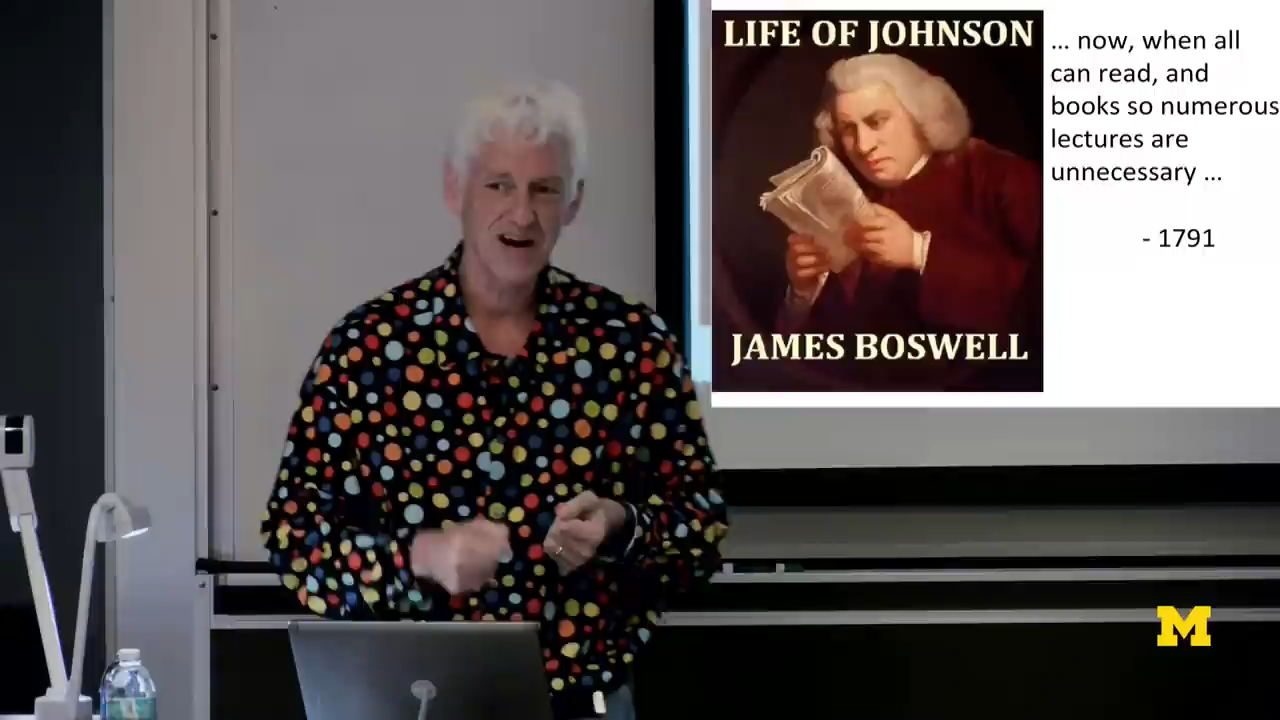 LIFE OF JOHNSON
JAMES BOSWELL
... now, when all
can read, and
books so numerous
lectures are
unnecessary ...
- 1791
M